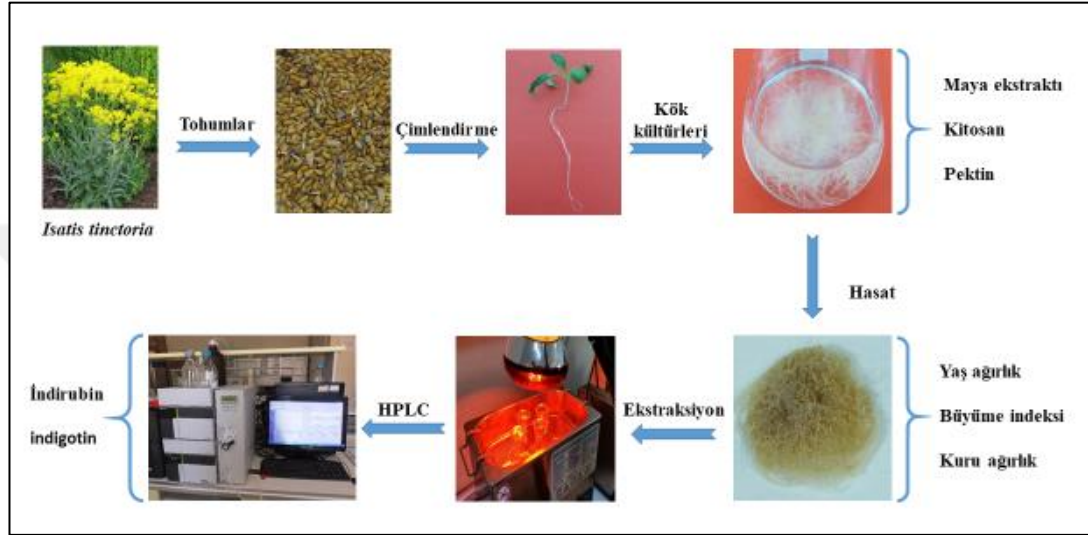 Tohumlar
Çimlendirme
Kök
kültürleri
Maya ekstraktı
Kitosan
Pektin
Isatis tinctoria
Hasat
Yaş ağırlık
Büyüme indeksi
Kuru ağırlık
Ekstraksiyon
HPLC
İndirubin
indigotin